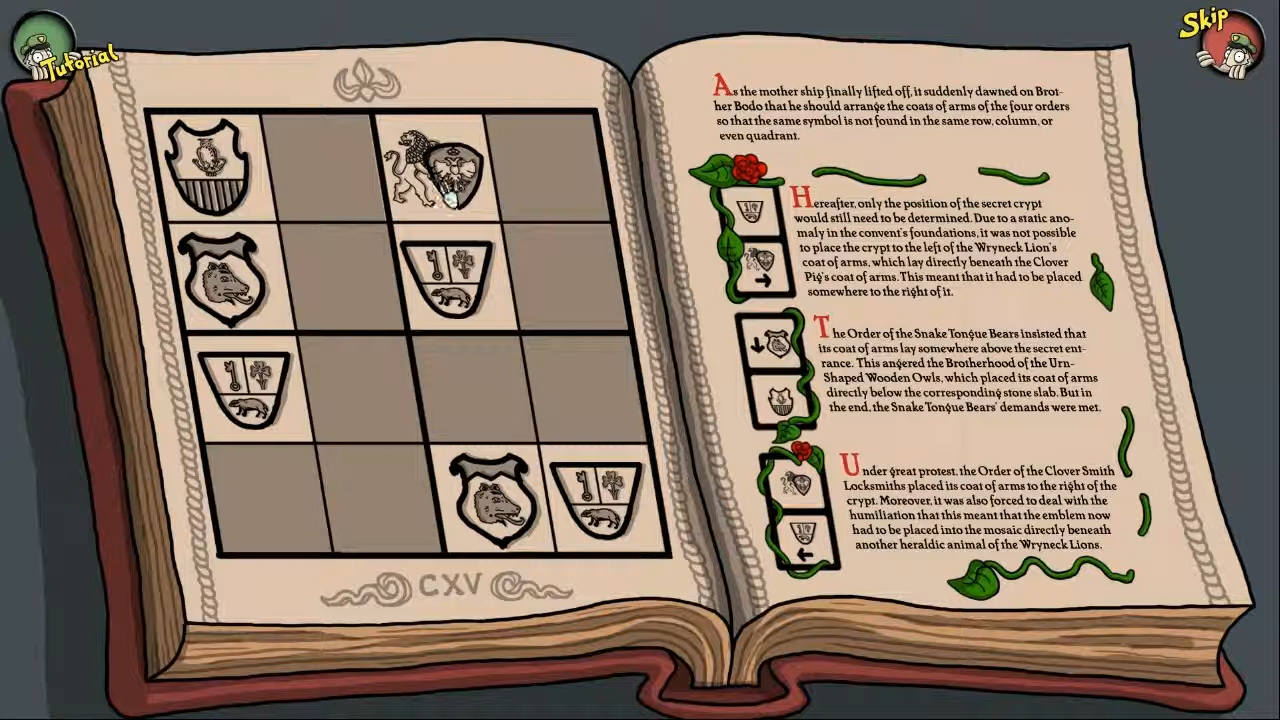 Tutorial
Skip
As the mother ship finally lifted off, it suddenly dawned on Brot-
her Bodo that he should arrange the coats of arms of the four orders
so that the same symbol is not found in the same row, column, or
even quadrant.
Hereafter, only the position of the secret crypt
would still need to be determined. Due to a static ano-
maly in the convent's foundations, it was not possible
to place the crypt to the left of the Wryneck Lion's
coat of arms, which lay directly beneath the Clover
Pig's coat of arms. This meant that it had to be placed
somewhere to the right of it.
The Order of the Snake Tongue Bears insisted that
its coat of arms lay somewhere above the secret ent-
rance. This angered the Brotherhood of the Urn-
Shaped Wooden Owls, which placed its coat of arms
directly below the corresponding stone slab. But in
the end, the Snake Tongue Bears' demands were met.
Under great protest, the Order of the Clover Smith
Locksmiths placed its coat of arms to the right of the
crypt. Moreover, it was also forced to deal with the
humiliation that this meant that the emblem now
had to be placed into the mosaic directly beneath
another heraldic animal of the Wryneck Lions.
CXV